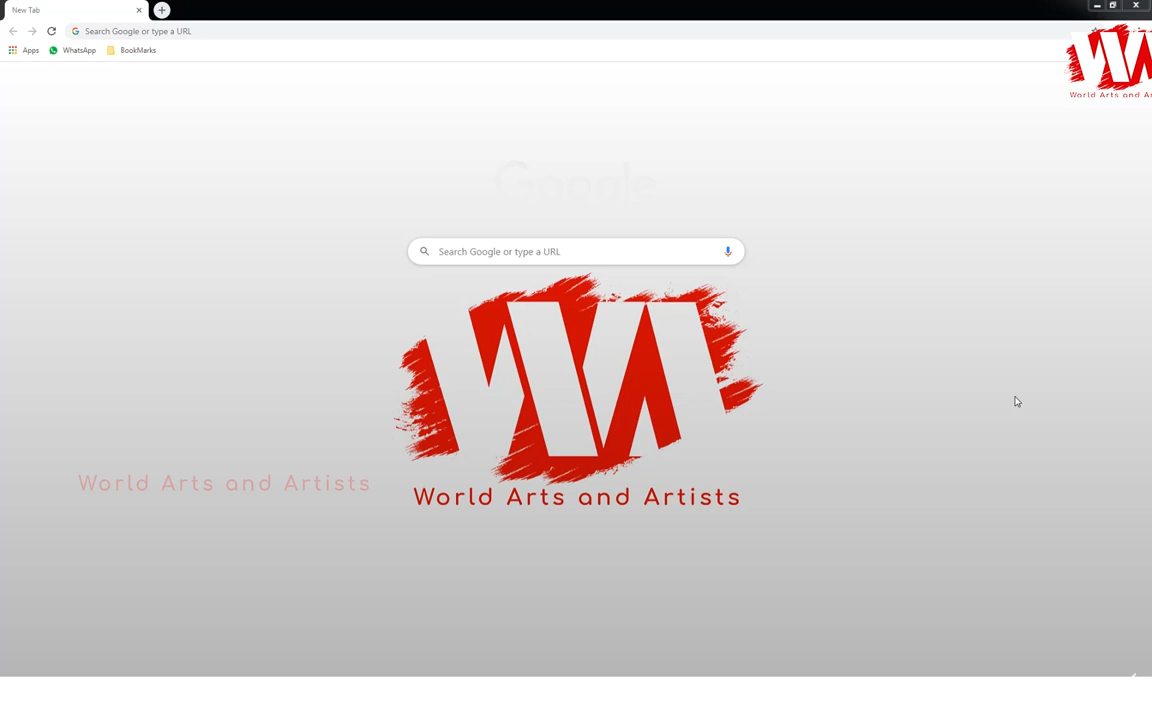 New Tab
Search Google or type a URL
Apps WhatsApp BookMarks
World Arts and Ar
Google
Search Google or type a URL
World Arts and Artists
World Arts and Artists